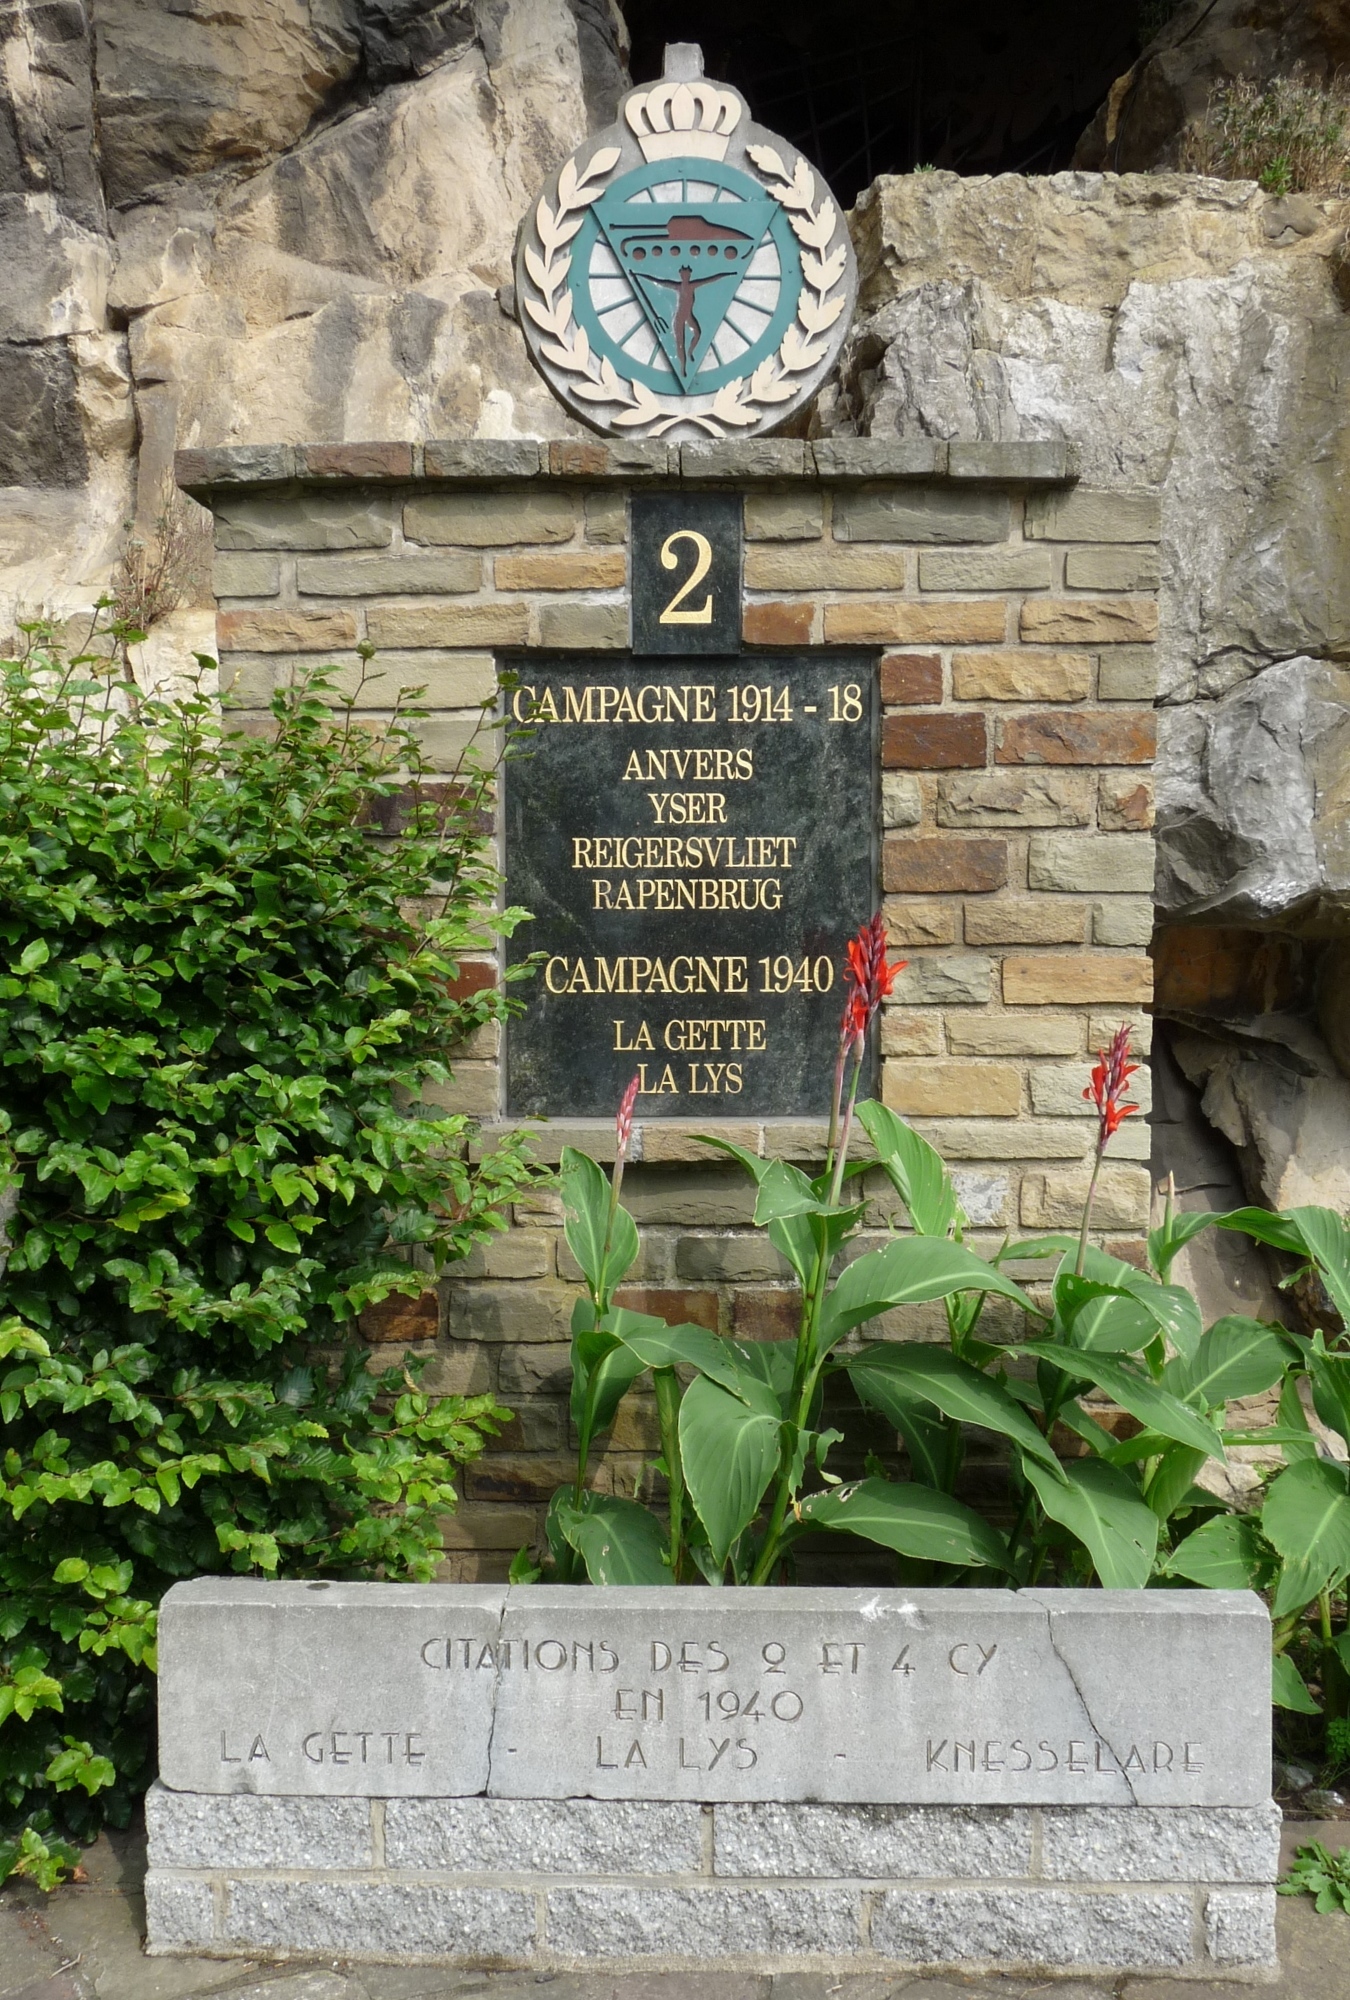 2
CAMPAGNE 1914 - 18
ANVERS
YSER
REIGERSVLIET
RAPENBRUG
CAMPAGNE 1940
LA GETTE
LA LYS
CITATIONS DES 2 ET 4 CY
EN 1940
LA GETTE - LA LYS - KNESSELARE